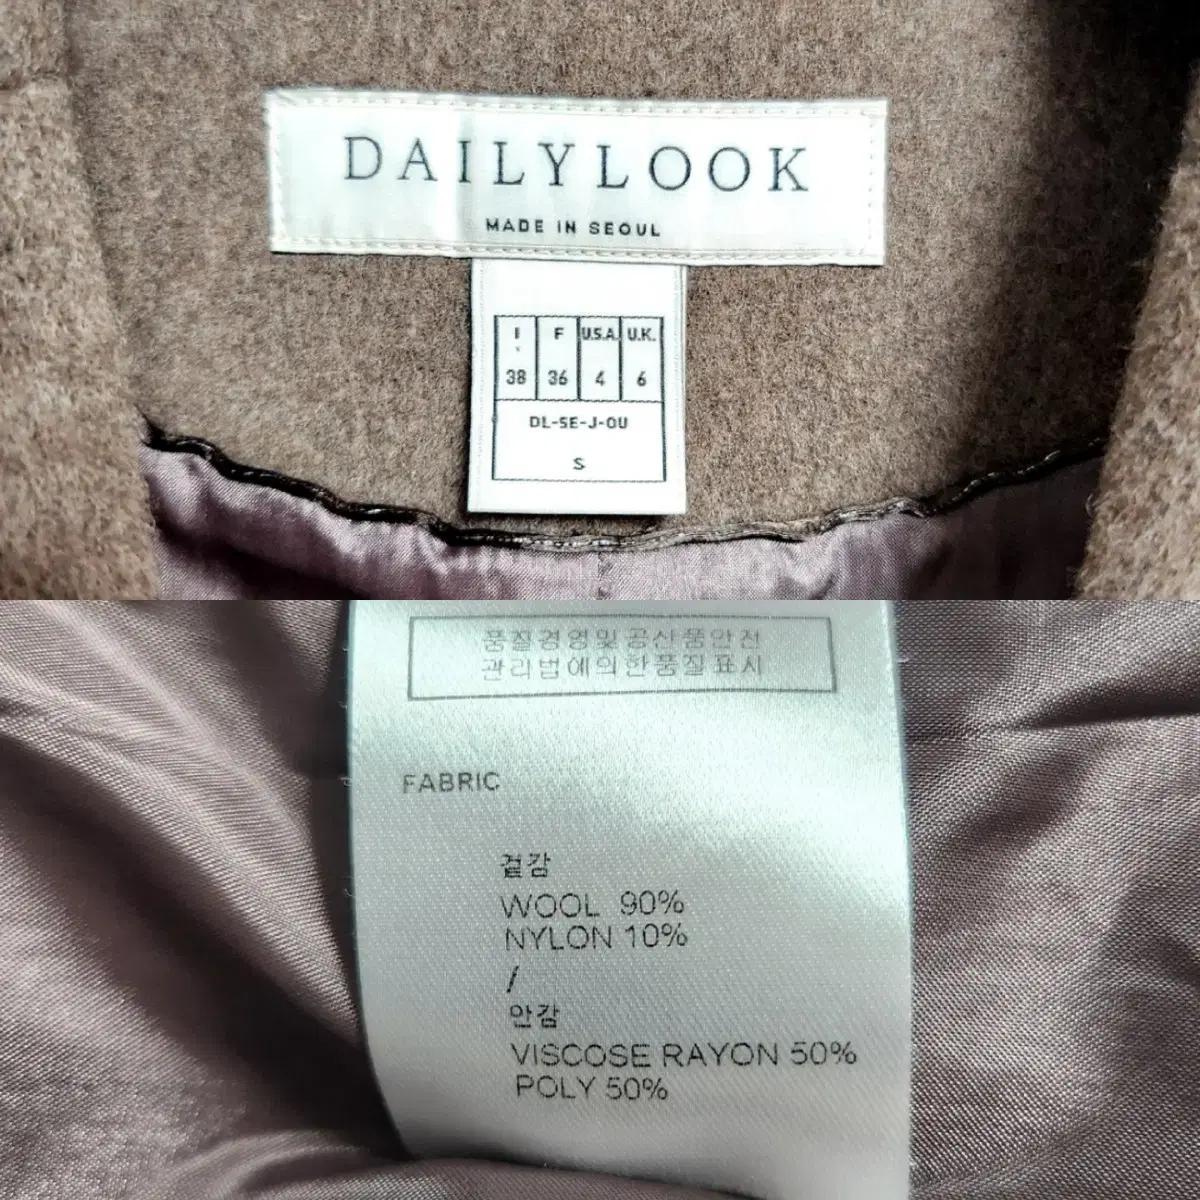 DAILYLOOK
MADE IN SEOUL
I F U.S.A. U.K.
38 36 4 6
DL-SE-J-OU
S
품질경영및공산품안전
관리법에의한품질표시
FABRIC
겉감
WOOL 90%
NYLON 10%
/
안감
VISCOSE RAYON 50%
POLY 50%